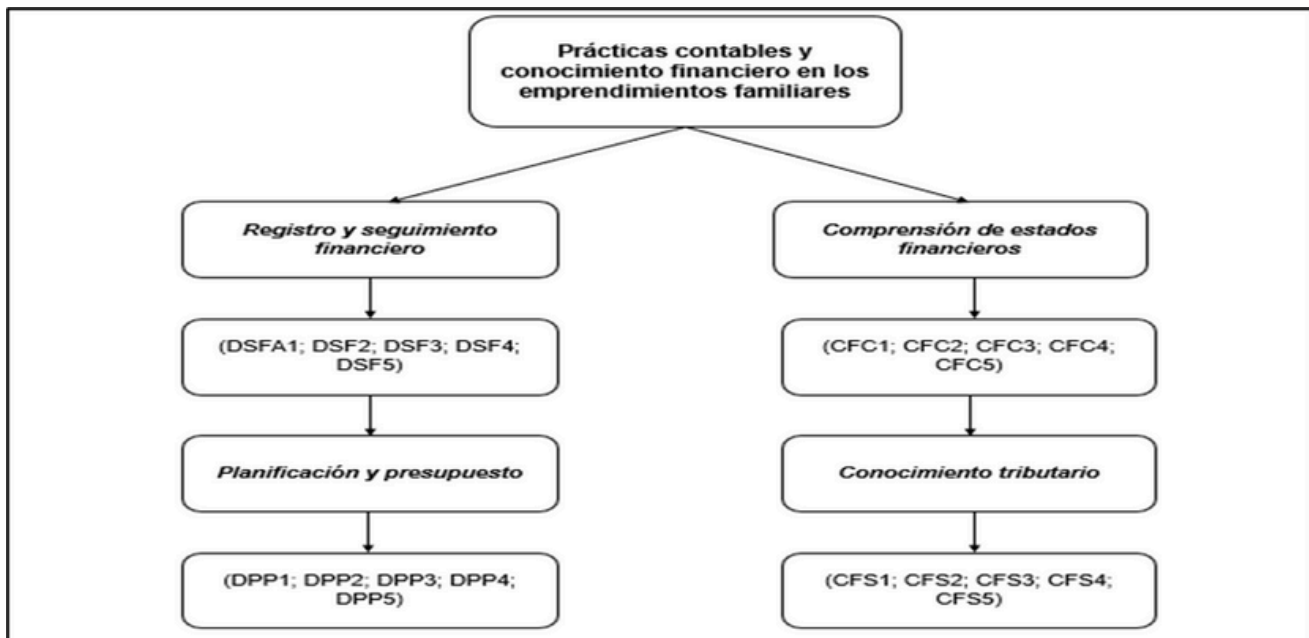 Prácticas contables y
conocimiento financiero en los
emprendimientos familiares
Registro y seguimiento
financiero
Comprensión de estados
financieros
(DSFA1; DSF2; DSF3; DSF4;
DSF5)
(CFC1; CFC2; CFC3; CFC4;
CFC5)
Planificación y presupuesto
Conocimiento tributario
(DPP1; DPP2; DPP3; DPP4;
DPP5)
(CFS1; CFS2; CFS3; CFS4;
CFS5)